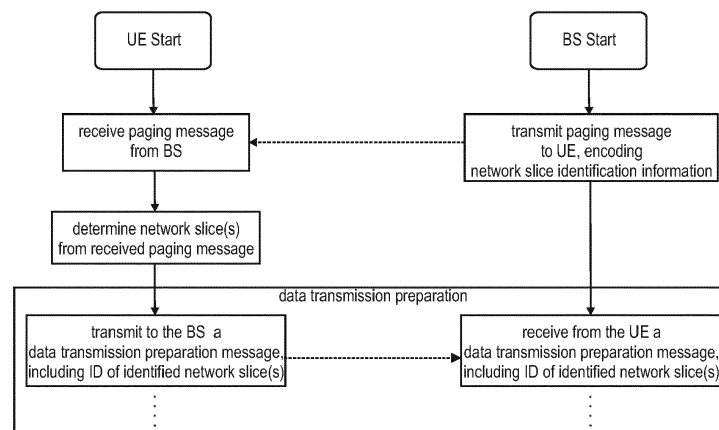 UE Start
BS Start
receive paging message
from BS
transmit paging message
to UE, encoding
network slice identification information
determine network slice(s)
from received paging message
data transmission preparation
transmit to the BS a
data transmission preparation message,
including ID of identified network slice(s)
receive from the UE a
data transmission preparation message,
including ID of identified network slice(s)